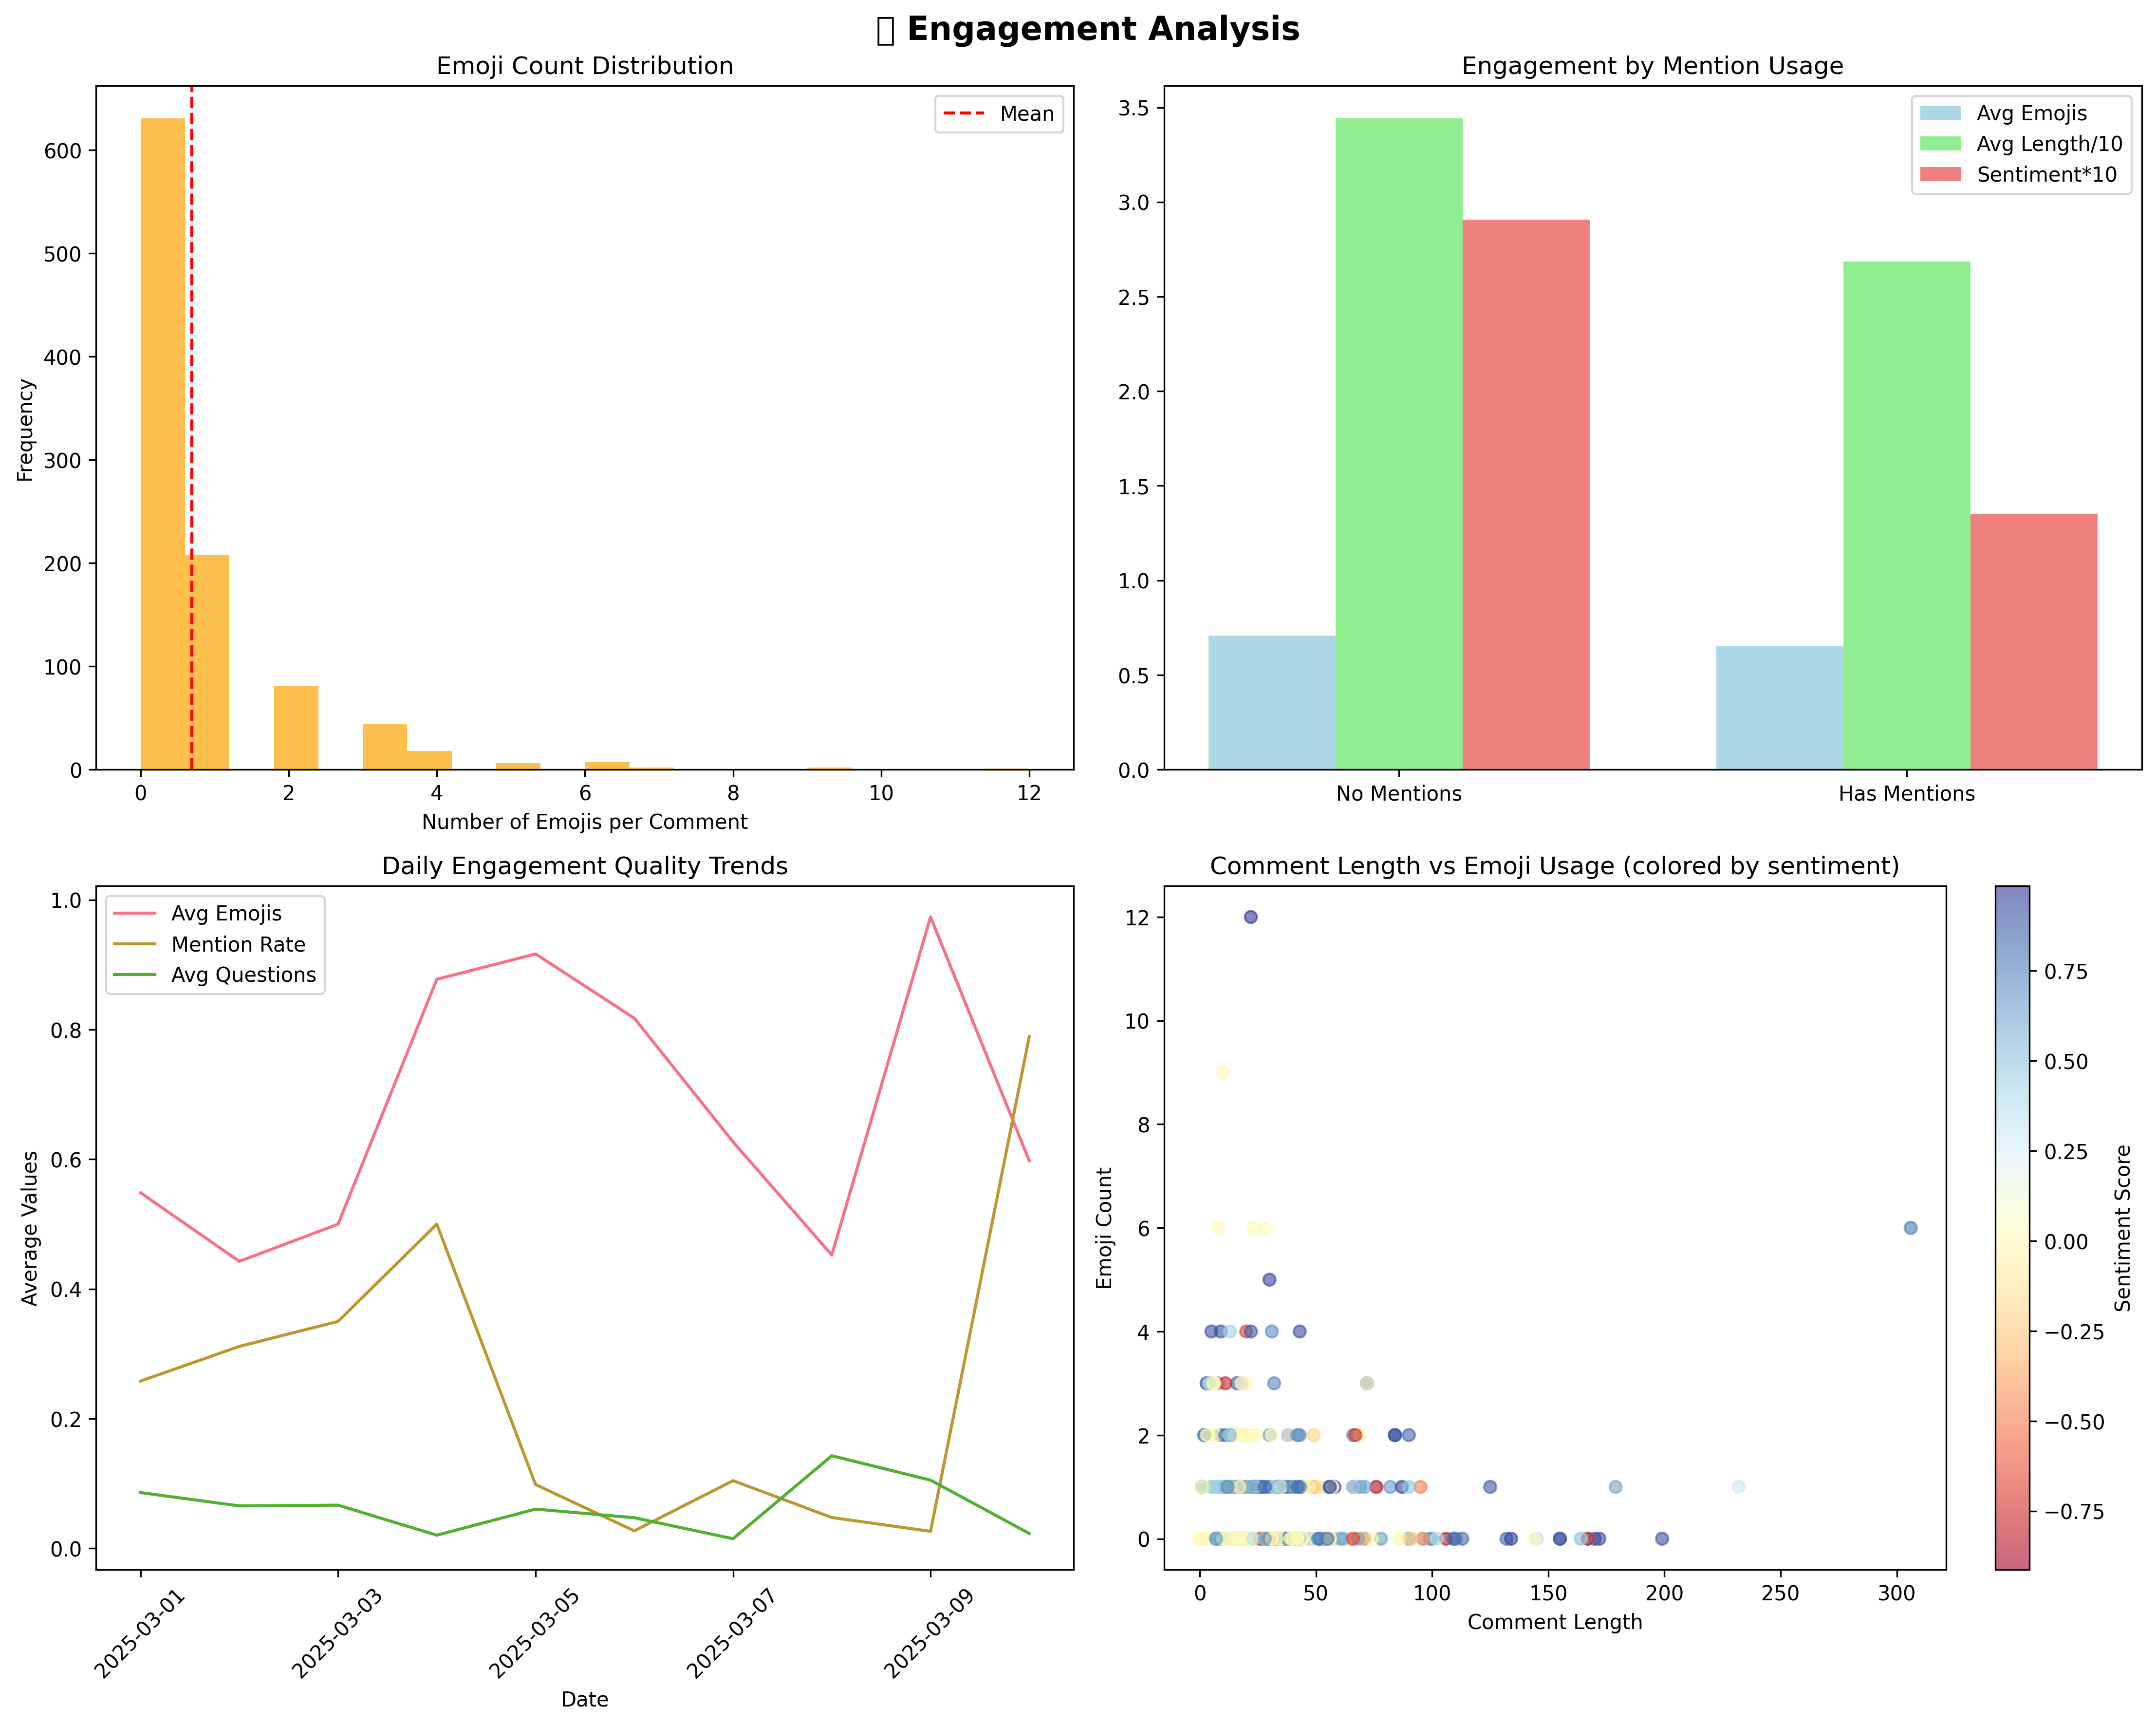 Engagement Analysis
Emoji Count Distribution
Mean
600
500
400
300
200
100
0
Frequency
0 2 4 6 8 10 12
Number of Emojis per Comment
Engagement by Mention Usage
Avg Emojis
Avg Length/10
Sentiment*10
3.5
3.0
2.5
2.0
1.5
1.0
0.5
0.0
No Mentions Has Mentions
Daily Engagement Quality Trends
Avg Emojis
Mention Rate
Avg Questions
1.0
0.8
0.6
0.4
0.2
0.0
Average Values
2025-03-01 2025-03-03 2025-03-05 2025-03-07 2025-03-09
Date
Comment Length vs Emoji Usage (colored by sentiment)
12
10
8
6
4
2
0
Emoji Count
0 50 100 150 200 250 300
Comment Length
0.75
0.50
0.25
0.00
−0.25
−0.50
−0.75
Sentiment Score